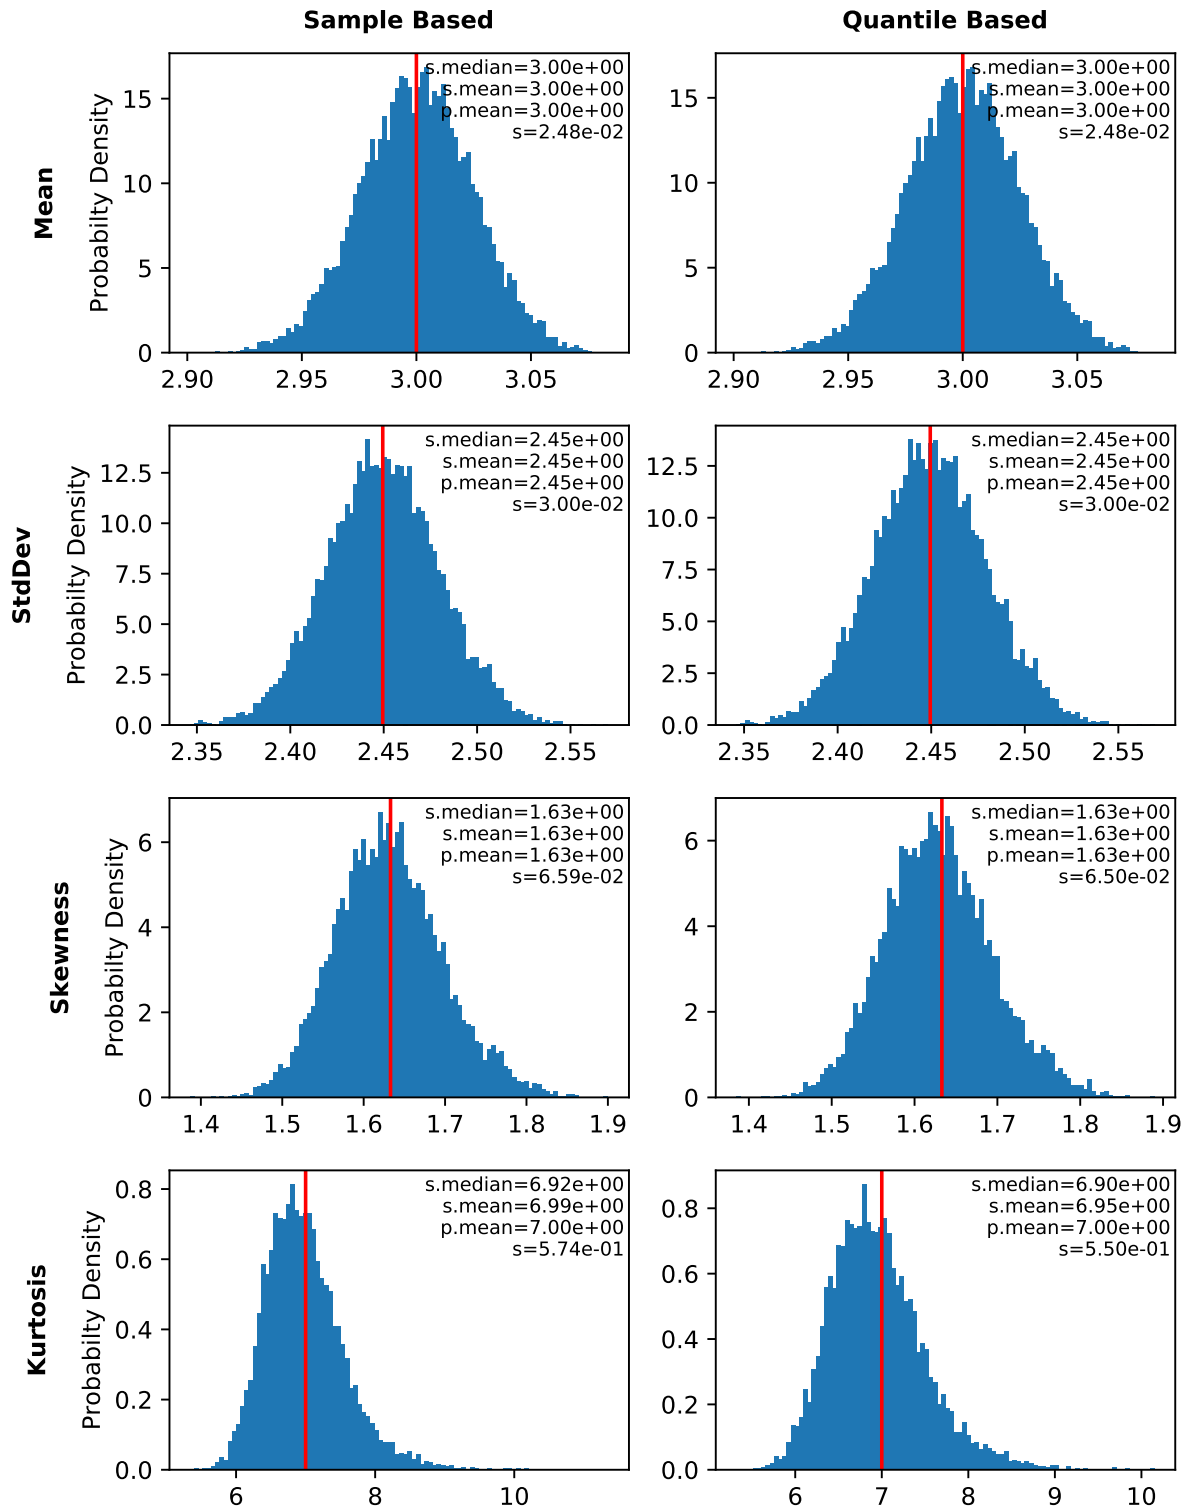 Sample Based
Quantile Based
Mean
Probabilty Density
15
10
5
0
2.90 2.95 3.00 3.05
s.median=3.00e+00
s.mean=3.00e+00
p.mean=3.00e+00
s=2.48e-02
15
10
5
0
2.90 2.95 3.00 3.05
s.median=3.00e+00
s.mean=3.00e+00
p.mean=3.00e+00
s=2.48e-02
StdDev
Probabilty Density
12.5
10.0
7.5
5.0
2.5
0.0
2.35 2.40 2.45 2.50 2.55
s.median=2.45e+00
s.mean=2.45e+00
p.mean=2.45e+00
s=3.00e-02
12.5
10.0
7.5
5.0
2.5
0.0
2.35 2.40 2.45 2.50 2.55
s.median=2.45e+00
s.mean=2.45e+00
p.mean=2.45e+00
s=3.00e-02
Skewness
Probabilty Density
6
4
2
0
1.4 1.5 1.6 1.7 1.8 1.9
s.median=1.63e+00
s.mean=1.63e+00
p.mean=1.63e+00
s=6.59e-02
6
4
2
0
1.4 1.5 1.6 1.7 1.8 1.9
s.median=1.63e+00
s.mean=1.63e+00
p.mean=1.63e+00
s=6.50e-02
Kurtosis
Probabilty Density
0.8
0.6
0.4
0.2
0.0
6 8 10
s.median=6.92e+00
s.mean=6.99e+00
p.mean=7.00e+00
s=5.74e-01
0.8
0.6
0.4
0.2
0.0
6 7 8 9 10
s.median=6.90e+00
s.mean=6.95e+00
p.mean=7.00e+00
s=5.50e-01